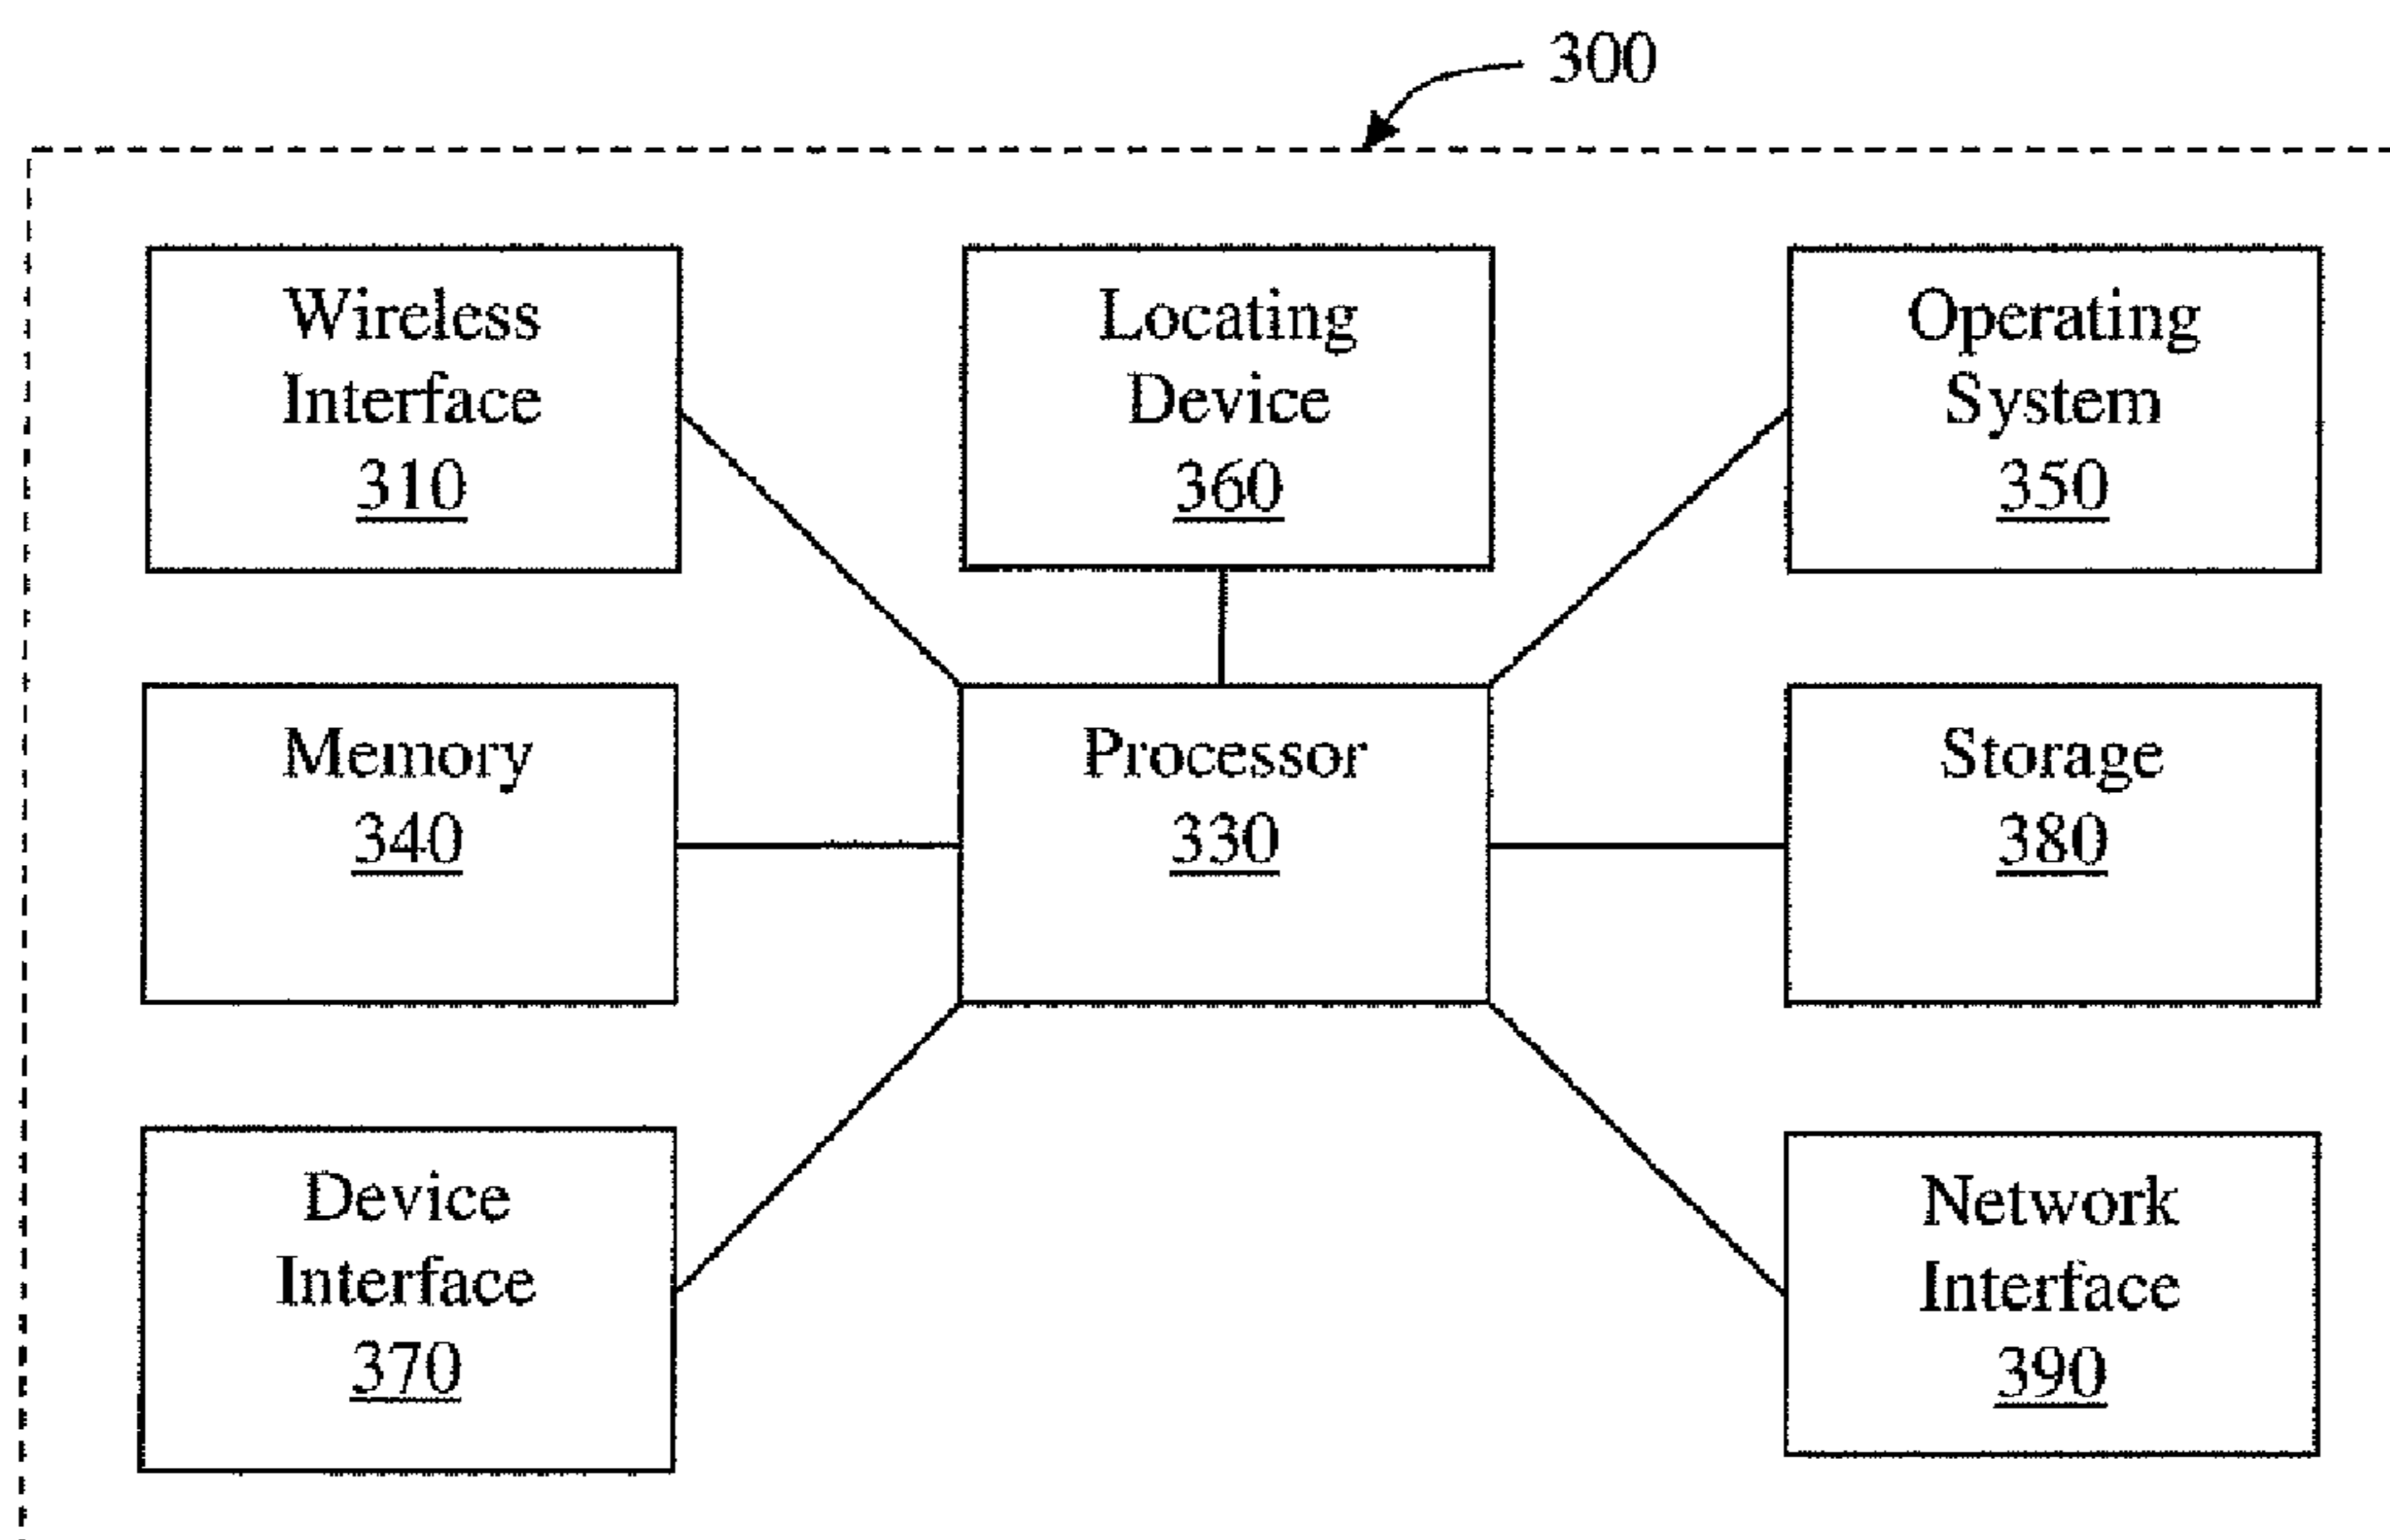 300
Wireless
Interface
310
Locating
Device
360
Operating
System
350
Memory
340
Processor
330
Storage
380
Device
Interface
370
Network
Interface
390